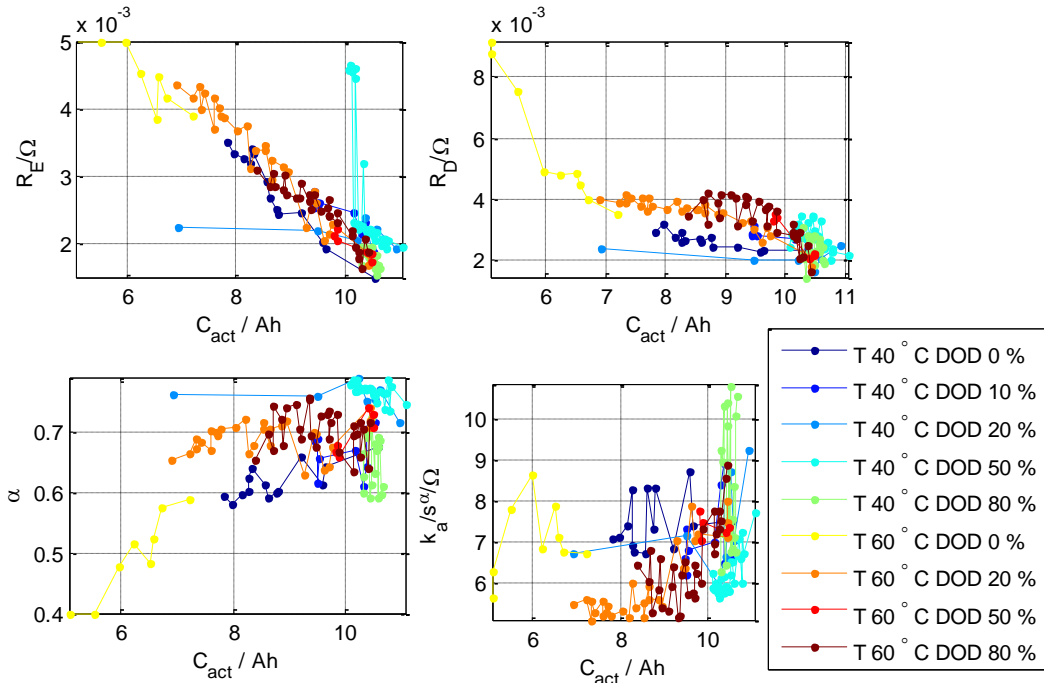 x 10⁻³
5
4
3
2
R_E/Ω
6 8 10
C_act / Ah
x 10⁻³
8
6
4
2
R_D/Ω
5 6 7 8 9 10 11
C_act / Ah
0.7
0.6
0.5
0.4
α
6 8 10
C_act / Ah
10
9
8
7
6
k_a/s^α/Ω
6 8 10
C_act / Ah
T 40 ° C DOD 0 %
T 40 ° C DOD 10 %
T 40 ° C DOD 20 %
T 40 ° C DOD 50 %
T 40 ° C DOD 80 %
T 60 ° C DOD 0 %
T 60 ° C DOD 20 %
T 60 ° C DOD 50 %
T 60 ° C DOD 80 %